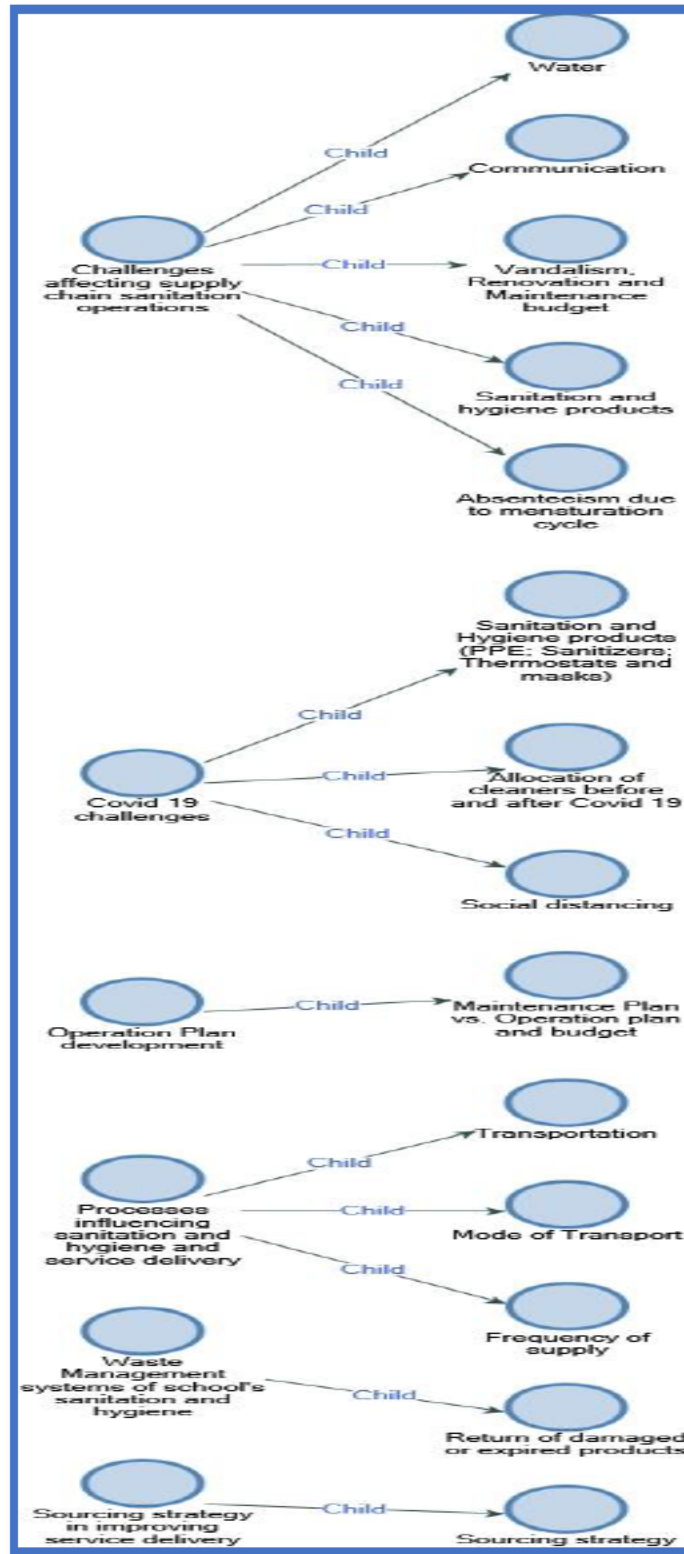 Water
Child
Communication
Child
Challenges
affecting supply
chain sanitation
operations
Child
Vandalism,
Renovation and
Maintenance
budget
Child
Sanitation and
hygiene products
Child
Absenteeism due
to mensturation
cycle
Sanitation and
Hygiene products
(PPE; Sanitizers;
Thermostats and
masks)
Child
Covid 19
challenges
Child
Allocation of
cleaners before
and after Covid 19
Child
Social distancing
Operation Plan
development
Child
Maintenance Plan
vs. Operation plan
and budget
Transportation
Child
Processes
influencing
sanitation and
hygiene and
service delivery
Child
Mode of Transport
Child
Frequency of
supply
Waste
Management
systems of school's
sanitation and
hygiene
Child
Return of damaged
or expired products
Sourcing strategy
in improving
service delivery
Child
Sourcing strategy